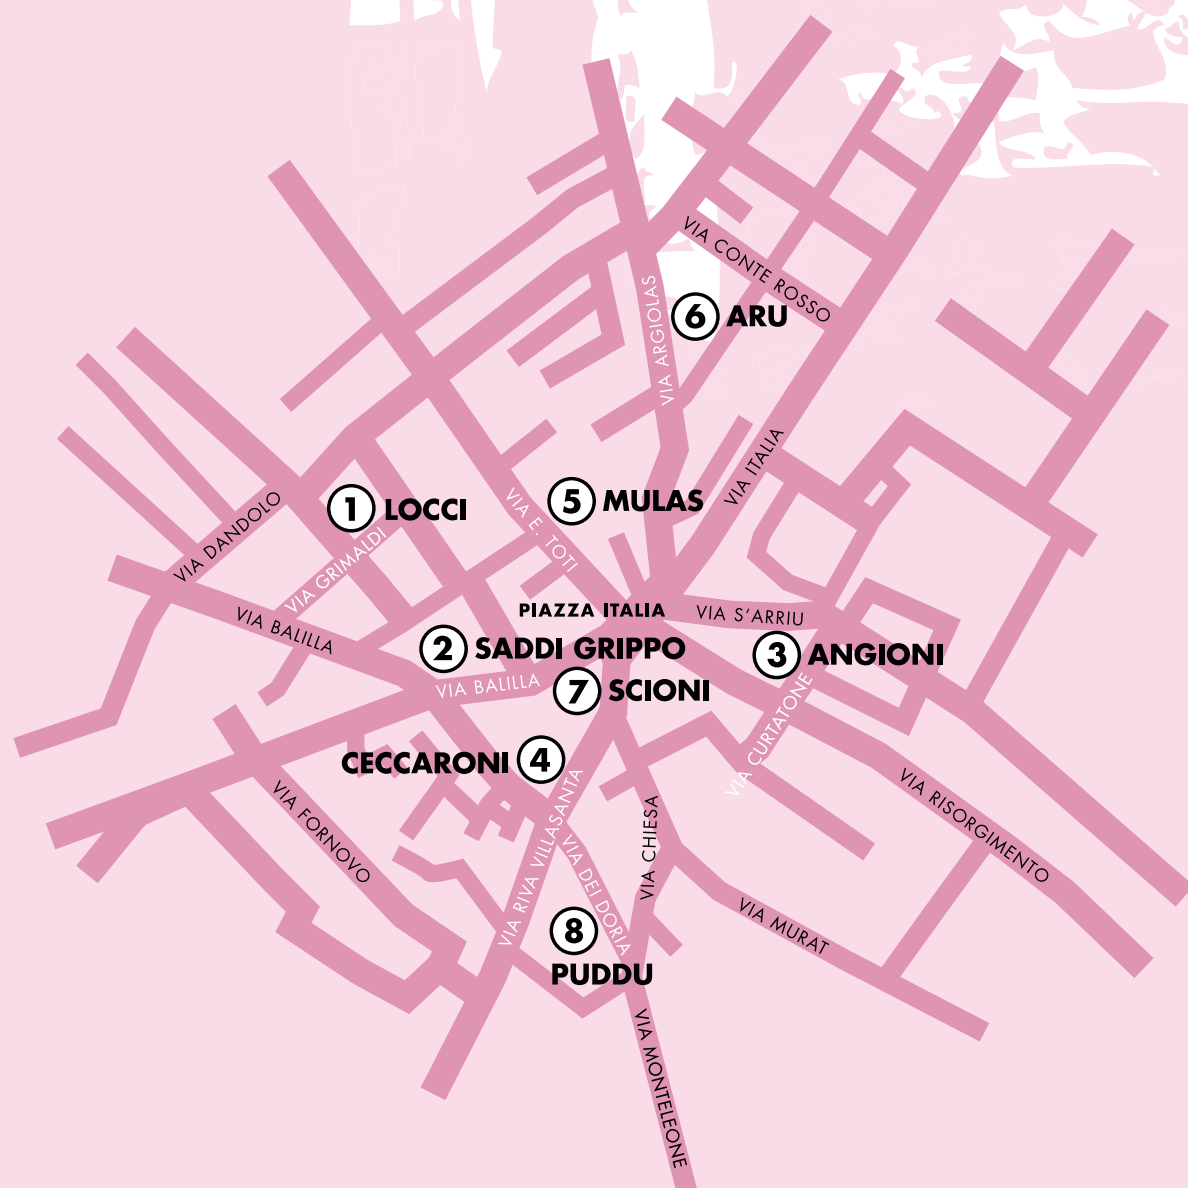 VIA CONTE ROSSO
VIA ARGIOLAS
6 ARU
VIA ITALIA
VIA DANDOLO
1 LOCCI
VIA GRIMALDI
VIA E. TOTI
5 MULAS
VIA BALILLA
PIAZZA ITALIA
VIA S'ARRIU
2 SADDI GRIPPO
3 ANGIONI
VIA BALILLA
7 SCIONI
VIA CURTATONE
CECCARONI 4
VIA FORNOVO
VIA RIVA VILLASANTA
VIA DEI DORIA
VIA CHIESA
VIA RISORGIMENTO
VIA MURAT
8
PUDDU
VIA MONTELEONE